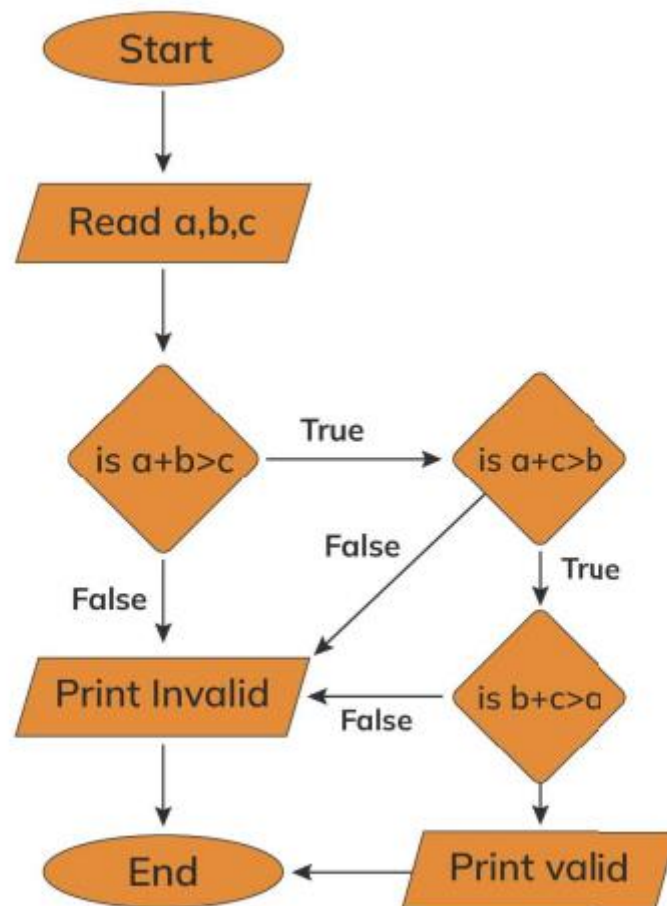 Start
Read a,b,c
is a+b>c
True
is a+c>b
False
False
True
Print Invalid
False
is b+c>a
End
Print valid